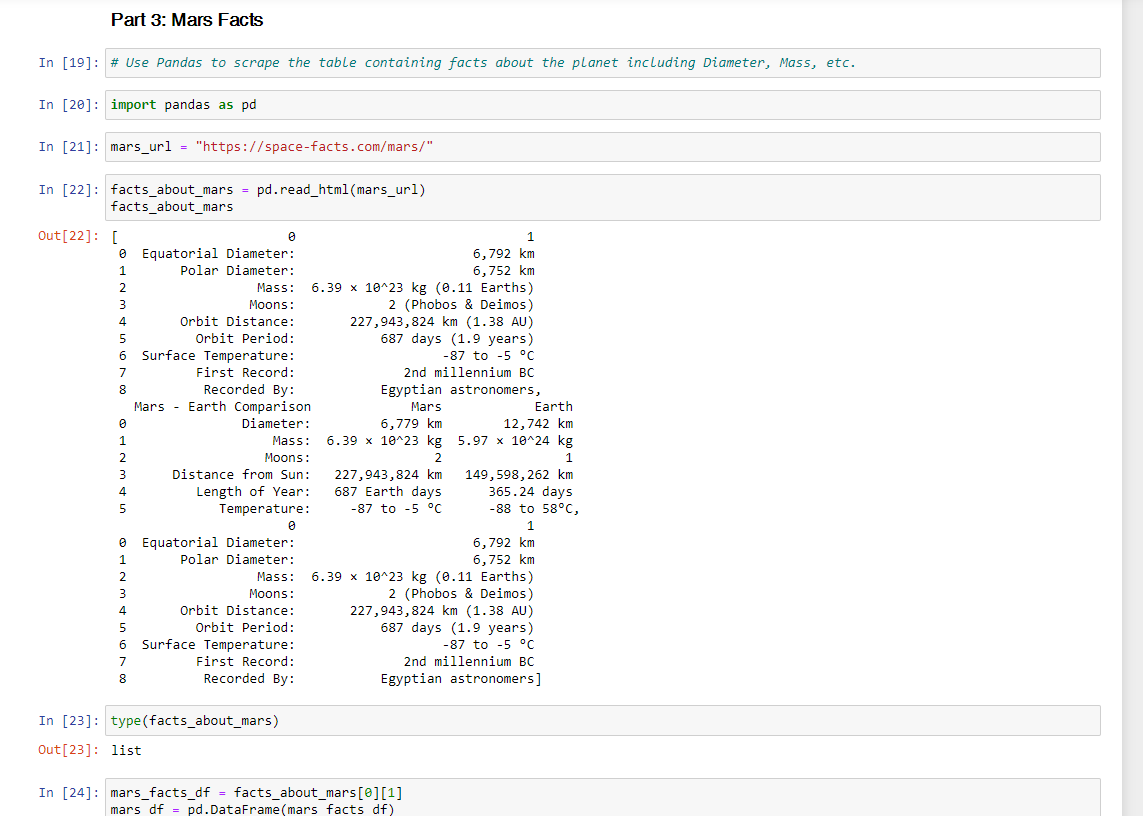 Part 3: Mars Facts
In [19]: # Use Pandas to scrape the table containing facts about the planet including Diameter, Mass, etc.
In [20]: import pandas as pd
In [21]: mars_url = "https://space-facts.com/mars/"
In [22]: facts_about_mars = pd.read_html(mars_url)
facts_about_mars
Out[22]: [                      0                              1
0  Equatorial Diameter:                       6,792 km
1       Polar Diameter:                       6,752 km
2                 Mass:  6.39 × 10^23 kg (0.11 Earths)
3                Moons:            2 (Phobos & Deimos)
4       Orbit Distance:       227,943,824 km (1.38 AU)
5         Orbit Period:           687 days (1.9 years)
6  Surface Temperature:                   -87 to -5 °C
7         First Record:              2nd millennium BC
8          Recorded By:           Egyptian astronomers,
Mars - Earth Comparison             Mars            Earth
0               Diameter:         6,779 km        12,742 km
1                   Mass:  6.39 × 10^23 kg  5.97 × 10^24 kg
2                  Moons:                2                1
3      Distance from Sun:   227,943,824 km   149,598,262 km
4         Length of Year:   687 Earth days      365.24 days
5            Temperature:     -87 to -5 °C      -88 to 58°C,
0                              1
0  Equatorial Diameter:                       6,792 km
1       Polar Diameter:                       6,752 km
2                 Mass:  6.39 × 10^23 kg (0.11 Earths)
3                Moons:            2 (Phobos & Deimos)
4       Orbit Distance:       227,943,824 km (1.38 AU)
5         Orbit Period:           687 days (1.9 years)
6  Surface Temperature:                   -87 to -5 °C
7         First Record:              2nd millennium BC
8          Recorded By:           Egyptian astronomers]
In [23]: type(facts_about_mars)
Out[23]: list
In [24]: mars_facts_df = facts_about_mars[0][1]
mars_df = pd.DataFrame(mars_facts_df)